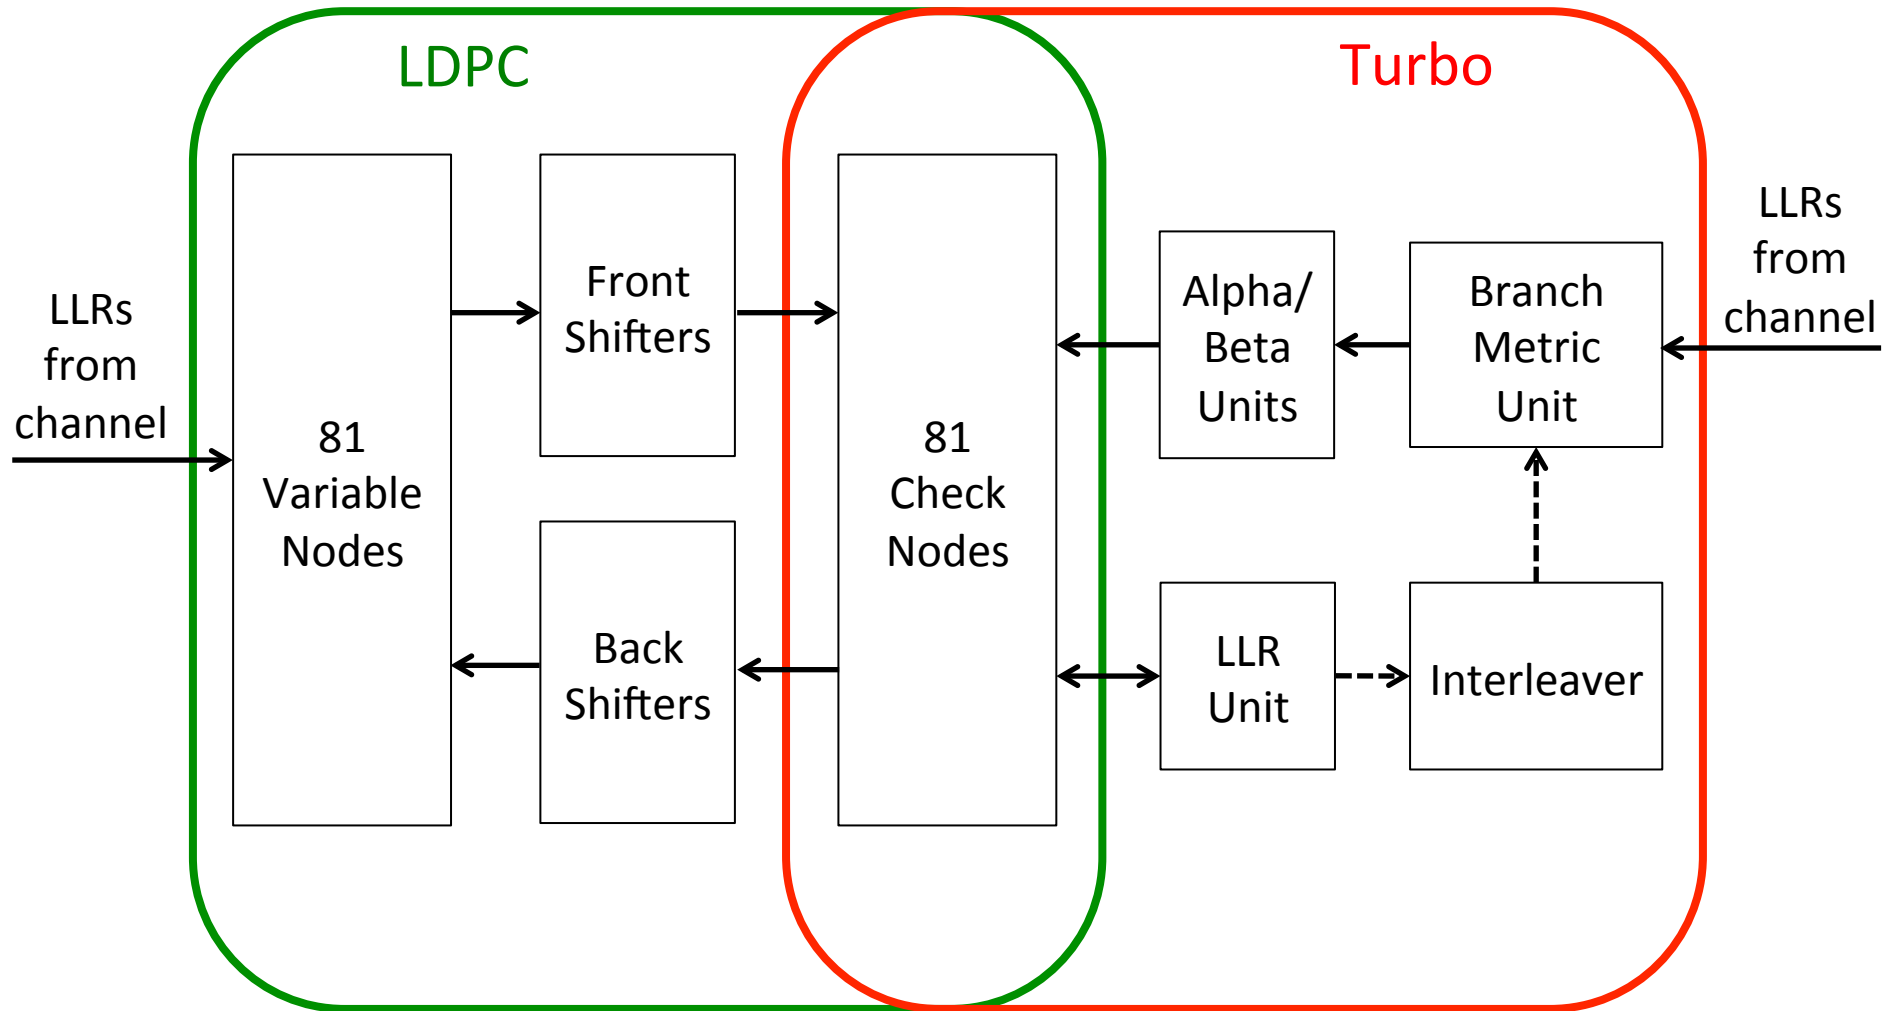 LDPC
Turbo
LLRs
from
channel
81
Variable
Nodes
Front
Shifters
Back
Shifters
81
Check
Nodes
Alpha/
Beta
Units
LLR
Unit
Branch
Metric
Unit
Interleaver
LLRs
from
channel